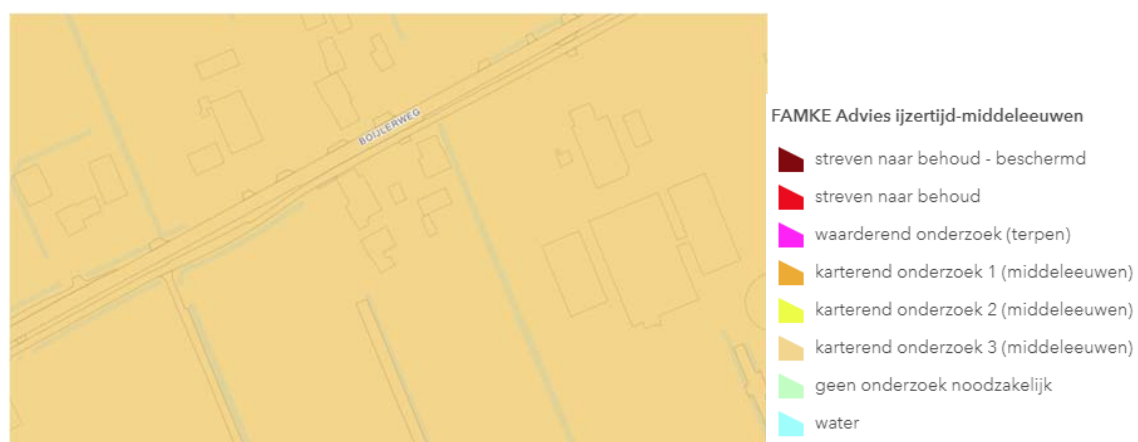 BOIJLERWEG
FAMKE Advies ijzertijd-middeleeuwen
streven naar behoud - beschermd
streven naar behoud
waarderend onderzoek (terpen)
karterend onderzoek 1 (middeleeuwen)
karterend onderzoek 2 (middeleeuwen)
karterend onderzoek 3 (middeleeuwen)
geen onderzoek noodzakelijk
water